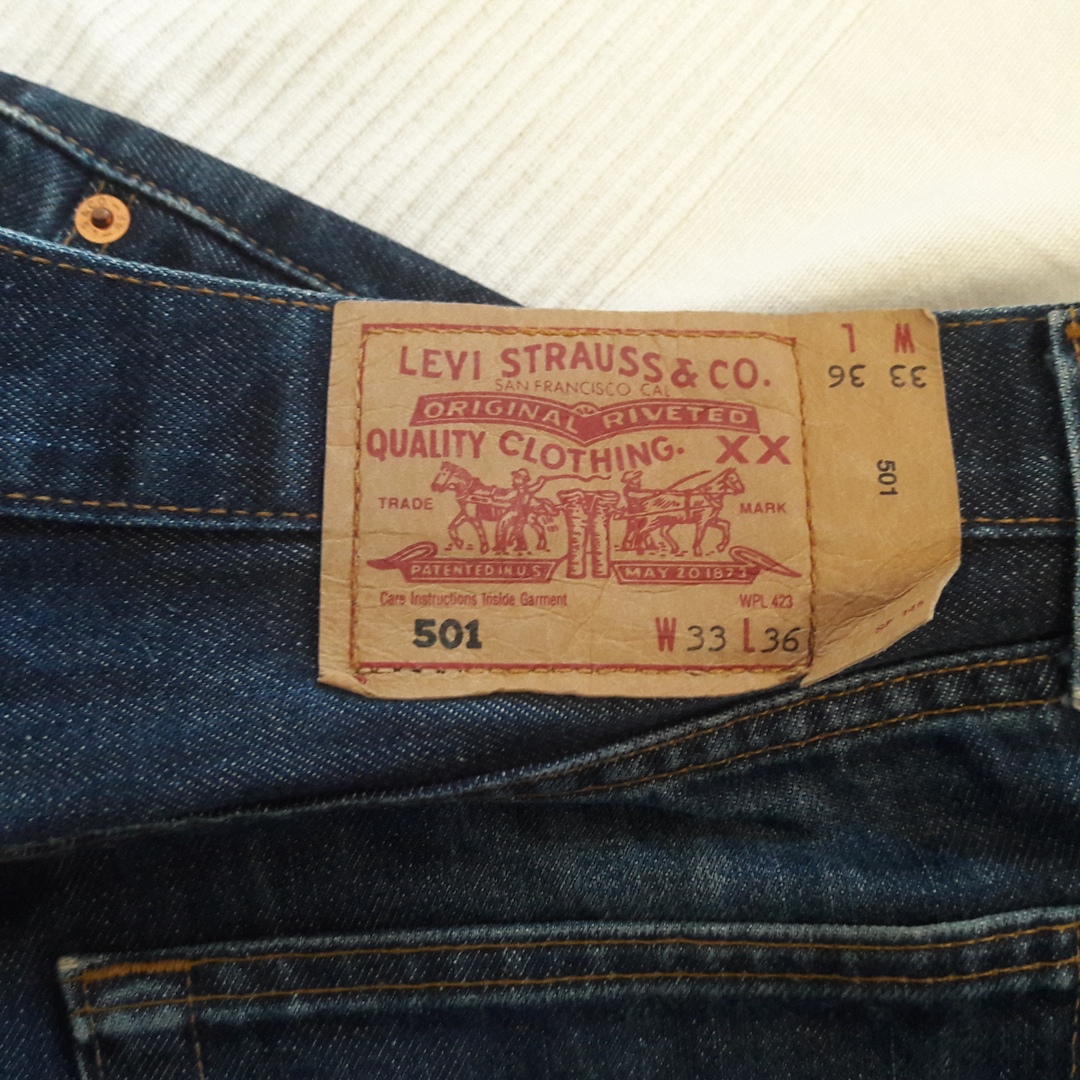 LEVI STRAUSS & CO.
SAN FRANCISCO CAL
ORIGINAL RIVETED
QUALITY CLOTHING. XX
TRADE MARK
PATENTED IN U.S. MAY 20 1873
Care Instructions Inside Garment WPL 423
501 W 33 L 36
W L
33 36
501